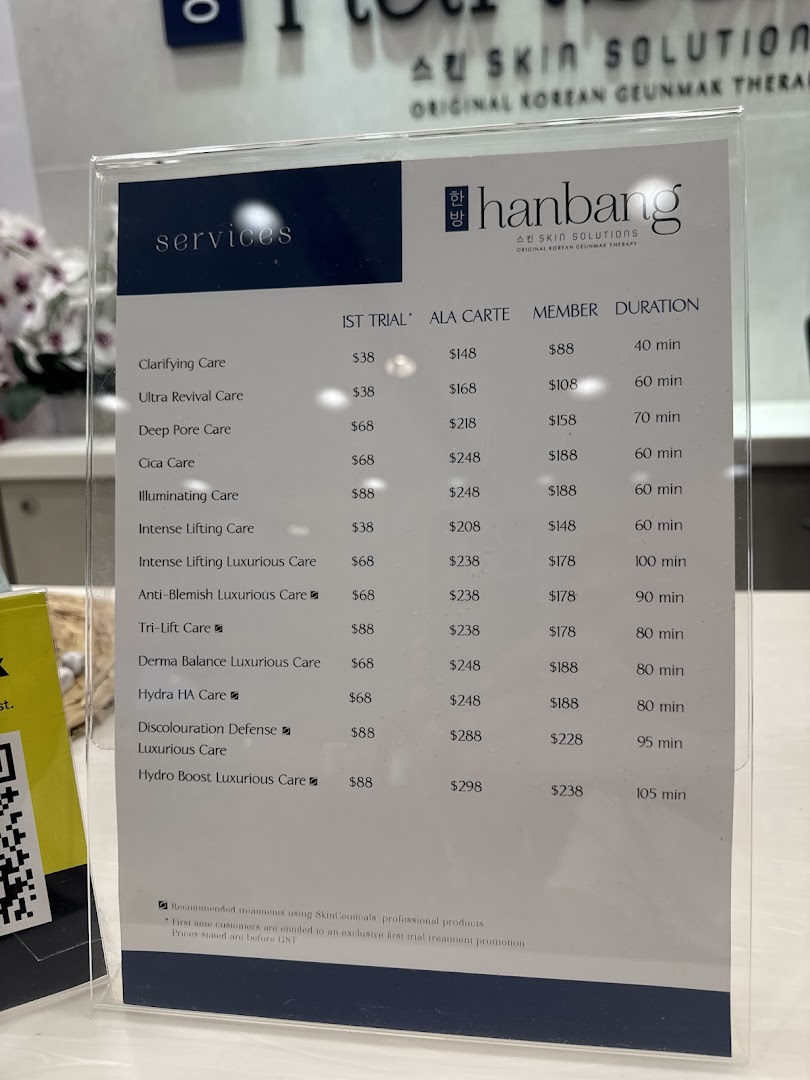 스킨 SKIN SOLUTION
ORIGINAL KOREAN GEUNMAK THERA
services
한방 hanbang
스킨 SKIN SOLUTIONS
ORIGINAL KOREAN GEUNMAK THERAPY
1ST TRIAL* ALA CARTE MEMBER DURATION
Clarifying Care $38 $148 $88 40 min
Ultra Revival Care $38 $168 $108 60 min
Deep Pore Care $68 $218 $158 70 min
Cica Care $68 $248 $188 60 min
Illuminating Care $88 $248 $188 60 min
Intense Lifting Care $38 $208 $148 60 min
Intense Lifting Luxurious Care $68 $238 $178 100 min
Anti-Blemish Luxurious Care $68 $238 $178 90 min
Tri-Lift Care $88 $238 $178 80 min
Derma Balance Luxurious Care $68 $248 $188 80 min
Hydra HA Care $68 $248 $188 80 min
Discolouration Defense $88 $288 $228 95 min
Luxurious Care
Hydro Boost Luxurious Care $88 $298 $238 105 min
Recommended treatments using SkinCeuticals professional products
* First time customers are entitled to an exclusive first trial treatment promotion
Prices stated are before GST
st.